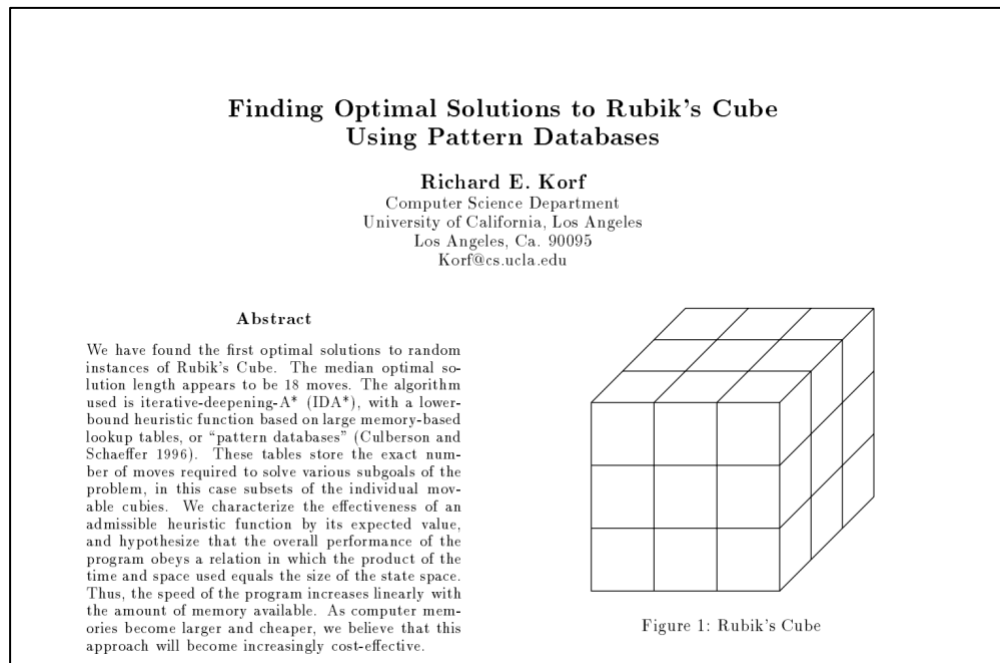 Finding Optimal Solutions to Rubik's Cube
Using Pattern Databases
Richard E. Korf
Computer Science Department
University of California, Los Angeles
Los Angeles, Ca. 90095
Korf@cs.ucla.edu
Abstract
We have found the first optimal solutions to random
instances of Rubik's Cube. The median optimal so-
lution length appears to be 18 moves. The algorithm
used is iterative-deepening-A* (IDA*), with a lower-
bound heuristic function based on large memory-based
lookup tables, or “pattern databases” (Culberson and
Schaeffer 1996). These tables store the exact num-
ber of moves required to solve various subgoals of the
problem, in this case subsets of the individual mov-
able cubies. We characterize the effectiveness of an
admissible heuristic function by its expected value,
and hypothesize that the overall performance of the
program obeys a relation in which the product of the
time and space used equals the size of the state space.
Thus, the speed of the program increases linearly with
the amount of memory available. As computer mem-
ories become larger and cheaper, we believe that this
approach will become increasingly cost-effective.
Figure 1: Rubik's Cube